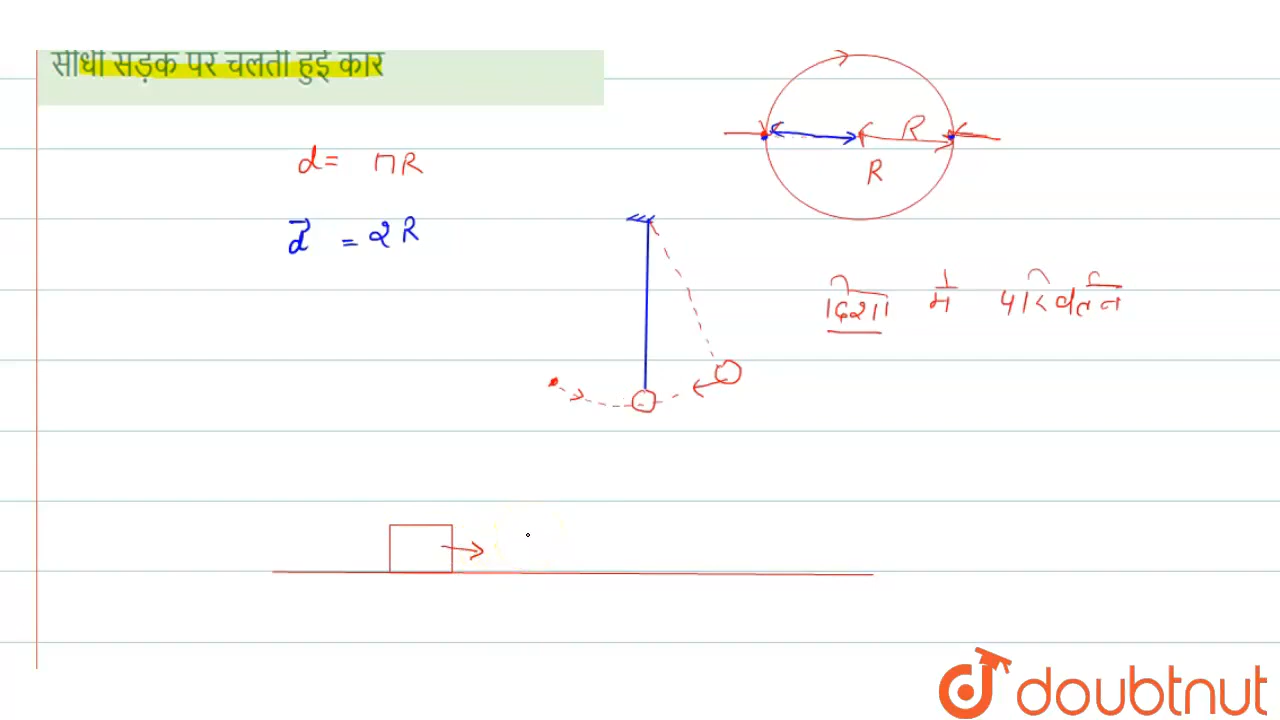 सीधी सड़क पर चलती हुई कार
d = πR
R
R
d⃗ = 2R
दिशा में परिवर्तन
doubtnut